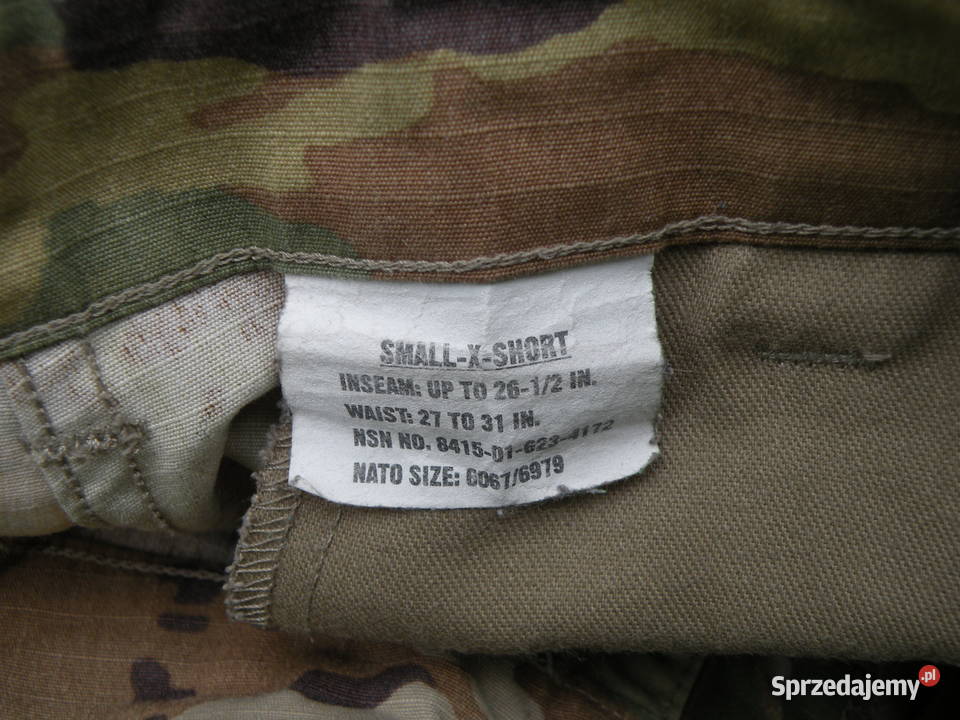 SMALL-X-SHORT
INSEAM: UP TO 26-1/2 IN.
WAIST: 27 TO 31 IN.
NSN NO. 8415-01-623-4172
NATO SIZE: 6067/6979
Sprzedajemy.pl